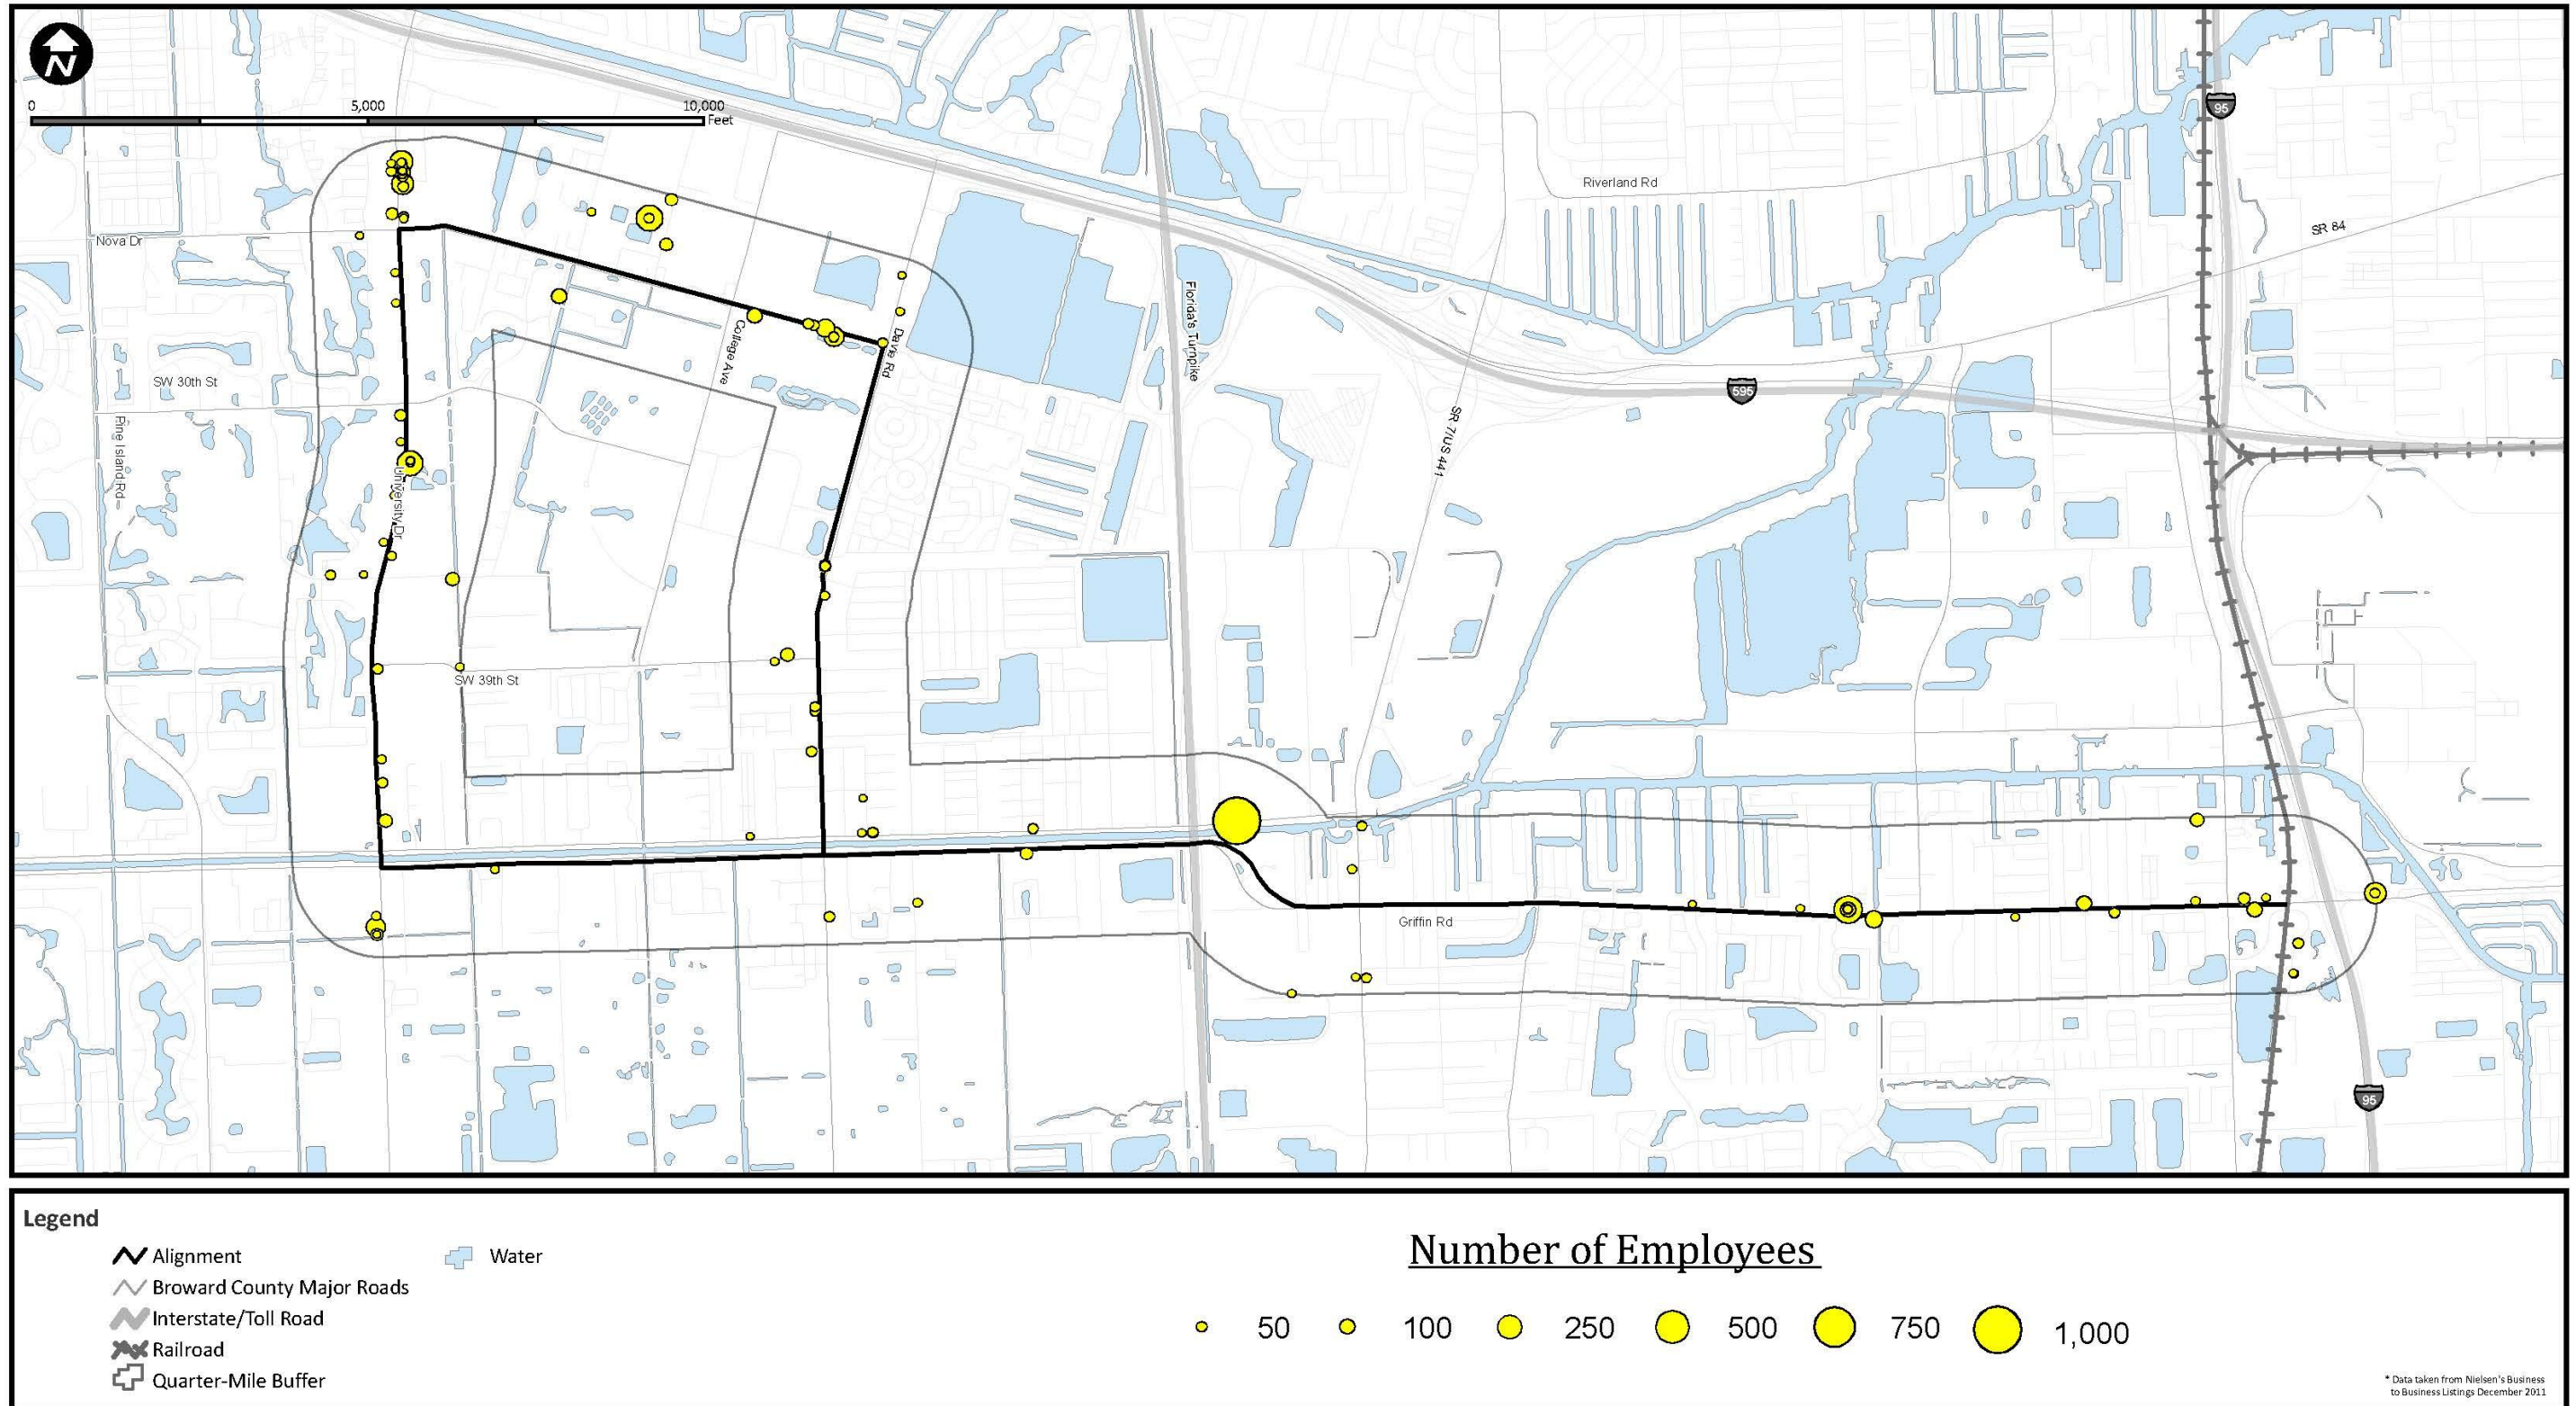 N
0 5,000 10,000
Feet
95
Riverland Rd
SR 84
Nova Dr
Florida's Turnpike
College Ave
Davie Rd
SW 30th St
595
Pine Island Rd
SR 7/US 441
University Dr
SW 39th St
Griffin Rd
95
Legend
Alignment
Water
Broward County Major Roads
Interstate/Toll Road
Railroad
Quarter-Mile Buffer
Number of Employees
50 100 250 500 750 1,000
* Data taken from Nielsen's Business
to Business Listings December 2011